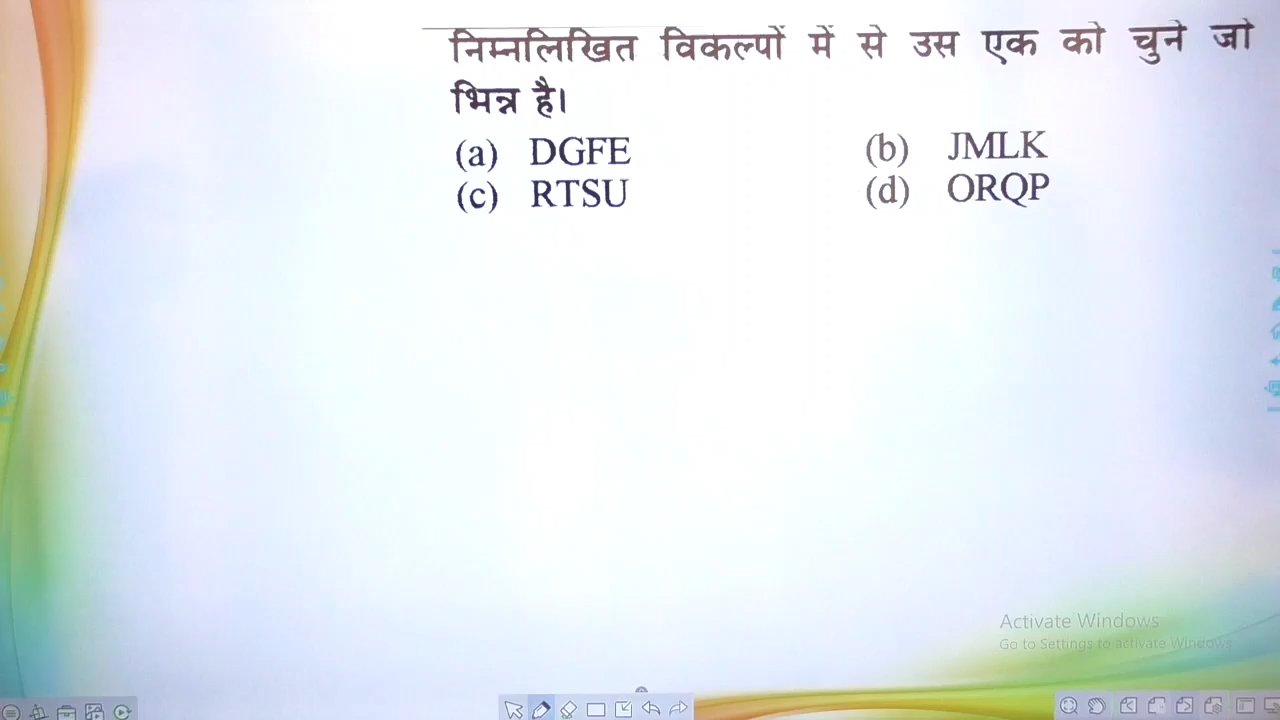 निम्नलिखित विकल्पों में से उस एक को चुने जो
भिन्न है।
(a) DGFE (b) JMLK
(c) RTSU (d) ORQP
Activate Windows
Go to Settings to activate Windows